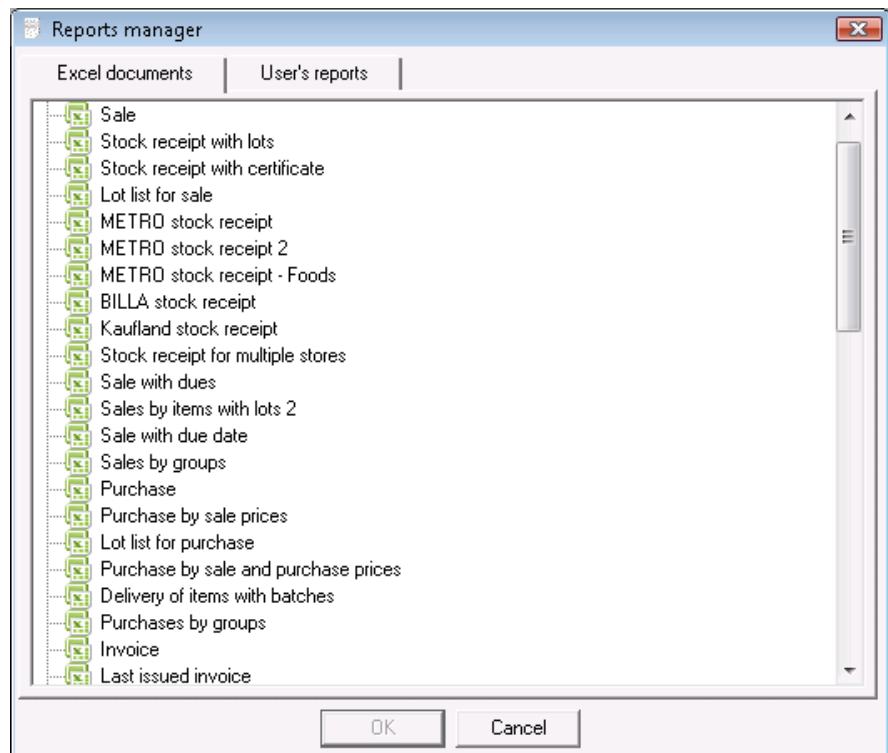 Reports manager
Excel documents
User's reports
Sale
Stock receipt with lots
Stock receipt with certificate
Lot list for sale
METRO stock receipt
METRO stock receipt 2
METRO stock receipt - Foods
BILLA stock receipt
Kaufland stock receipt
Stock receipt for multiple stores
Sale with dues
Sales by items with lots 2
Sale with due date
Sales by groups
Purchase
Purchase by sale prices
Lot list for purchase
Purchase by sale and purchase prices
Delivery of items with batches
Purchases by groups
Invoice
Last issued invoice
OK
Cancel